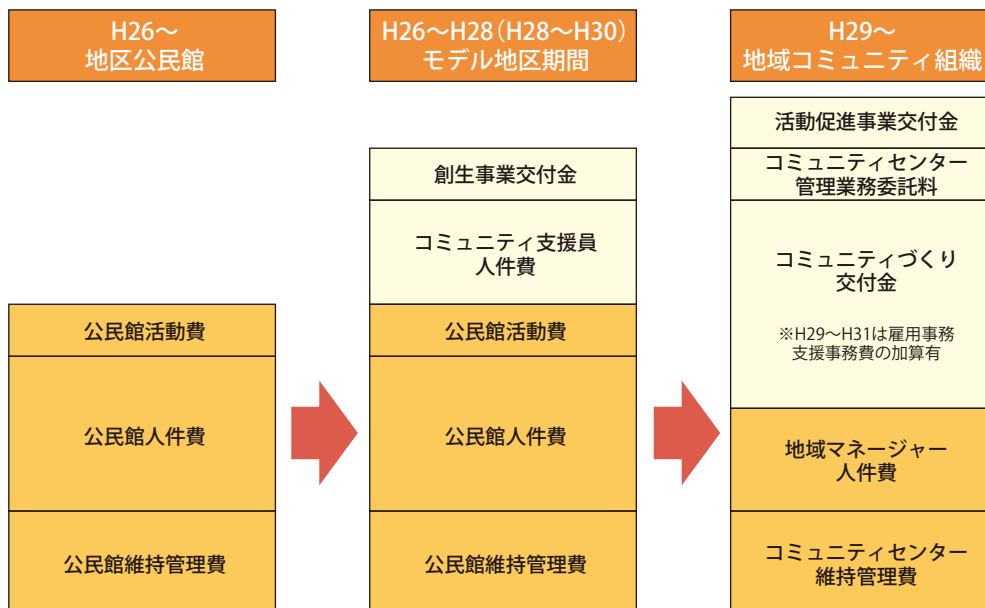 H26～
地区公民館
公民館活動費
公民館人件費
公民館維持管理費
H26～H28（H28～H30）
モデル地区期間
創生事業交付金
コミュニティ支援員
人件費
公民館活動費
公民館人件費
公民館維持管理費
H29～
地域コミュニティ組織
活動促進事業交付金
コミュニティセンター
管理業務委託料
コミュニティづくり
交付金
※H29～H31は雇用事務
支援事務費の加算有
地域マネージャー
人件費
コミュニティセンター
維持管理費